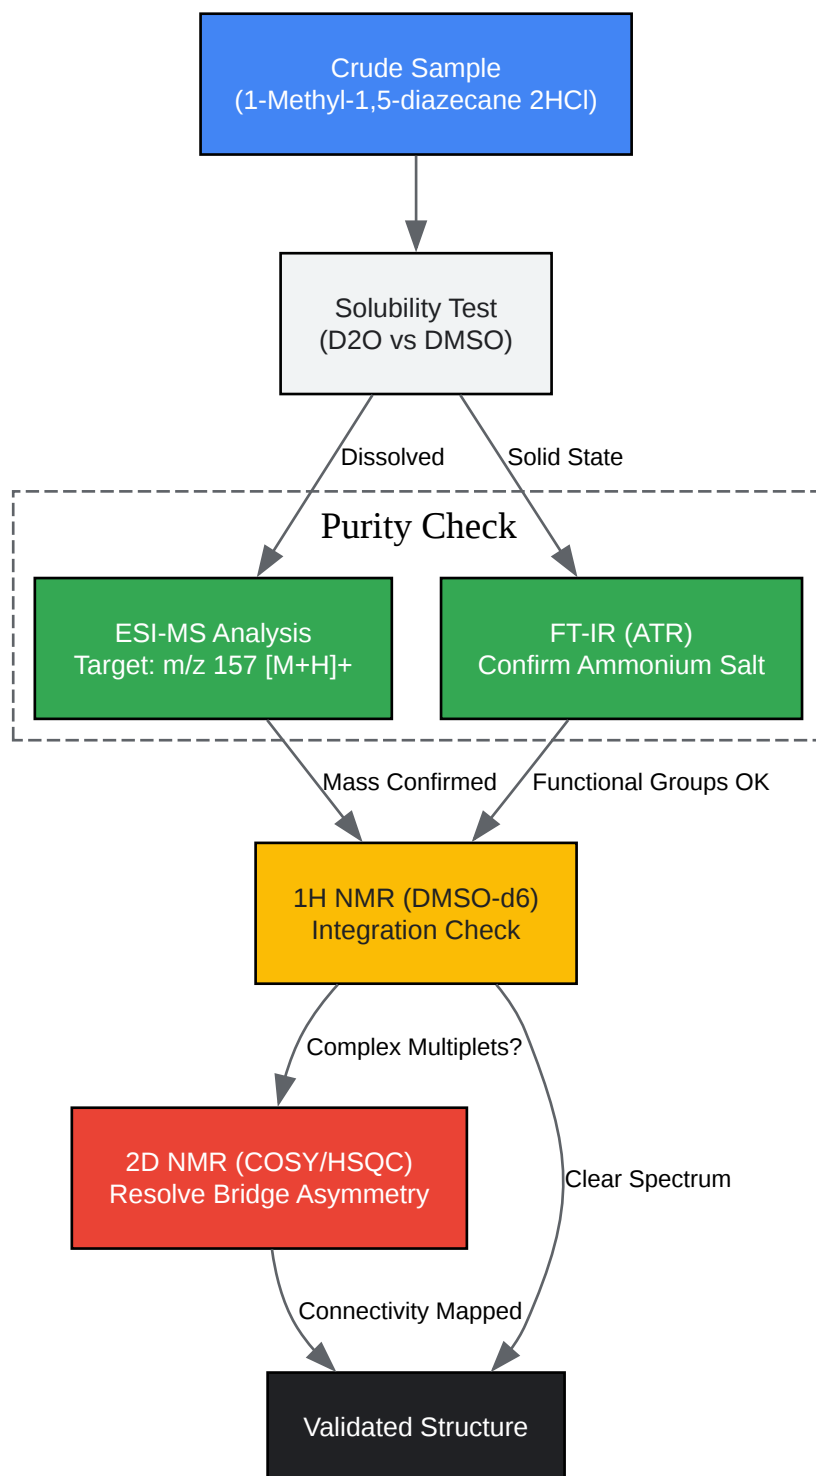 Crude Sample
(1-Methyl-1,5-diazecane 2HCl)
Solubility Test
(D2O vs DMSO)
Dissolved
Solid State
Purity Check
ESI-MS Analysis
Target: m/z 157 [M+H]+
FT-IR (ATR)
Confirm Ammonium Salt
Mass Confirmed
Functional Groups OK
1H NMR (DMSO-d6)
Integration Check
Complex Multiplets?
2D NMR (COSY/HSQC)
Resolve Bridge Asymmetry
Clear Spectrum
Connectivity Mapped
Validated Structure